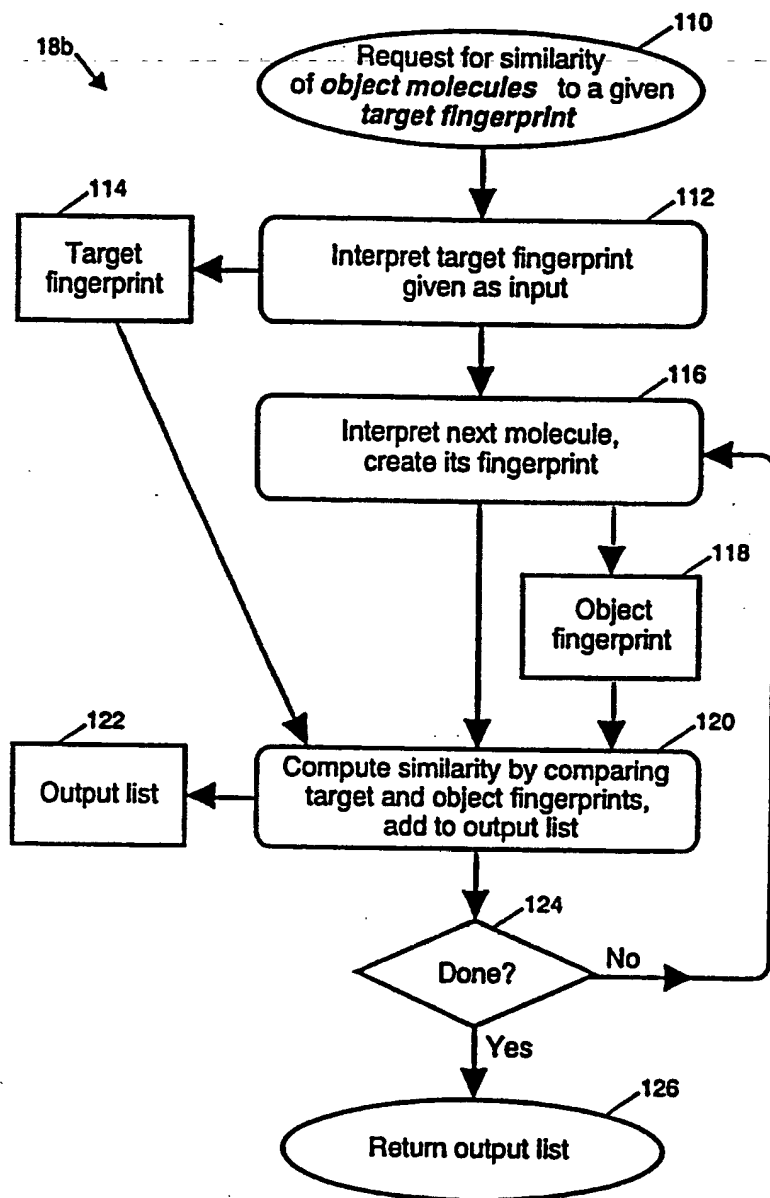 110
18b
Request for similarity
of object molecules to a given
target fingerprint
114
112
Target
fingerprint
Interpret target fingerprint
given as input
116
Interpret next molecule,
create its fingerprint
118
Object
fingerprint
122
120
Output list
Compute similarity by comparing
target and object fingerprints,
add to output list
124
Done?
No
Yes
126
Return output list